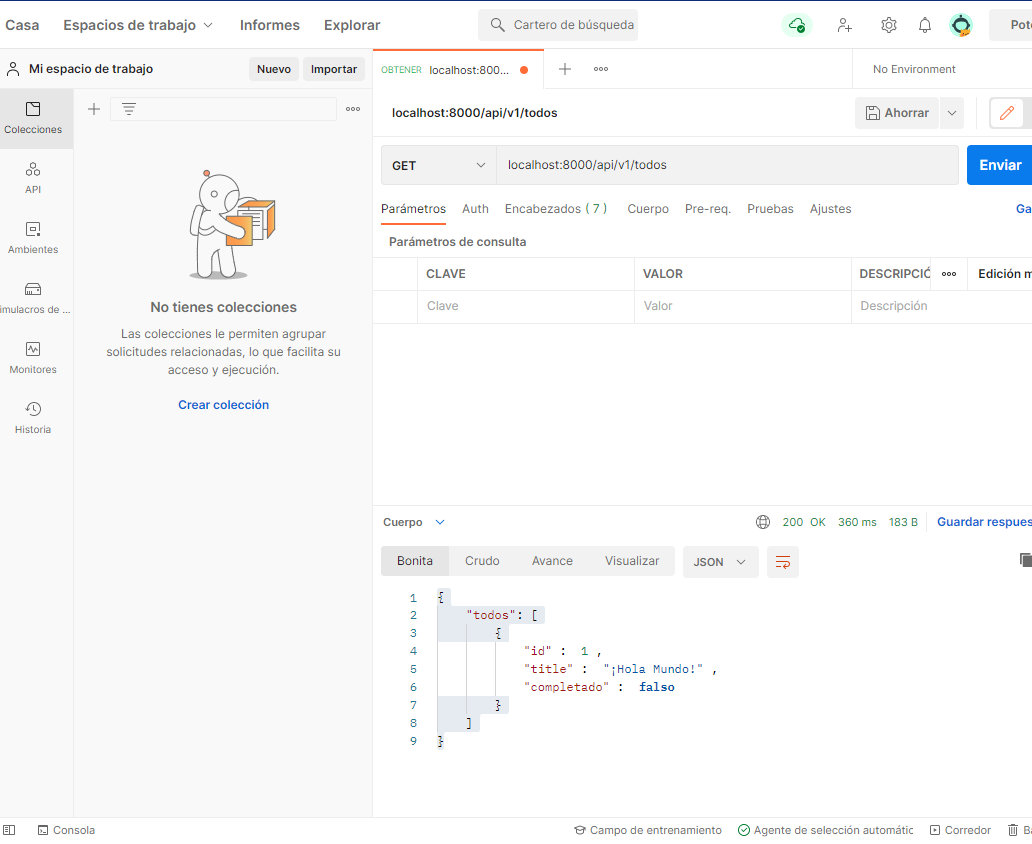 Casa Espacios de trabajo Informes Explorar Cartero de búsqueda
Mi espacio de trabajo Nuevo Importar
OBTENER localhost:800... No Environment
Colecciones
API
Ambientes
imulacros de ...
Monitores
Historia
No tienes colecciones
Las colecciones le permiten agrupar
solicitudes relacionadas, lo que facilita su
acceso y ejecución.
Crear colección
localhost:8000/api/v1/todos Ahorrar
GET localhost:8000/api/v1/todos Enviar
Parámetros Auth Encabezados ( 7 ) Cuerpo Pre-req. Pruebas Ajustes Ga
Parámetros de consulta
CLAVE VALOR DESCRIPCIÓ Edición m
Clave Valor Descripción
Cuerpo 200 OK 360 ms 183 B Guardar respues
Bonita Crudo Avance Visualizar JSON
1 {
2 "todos": [
3 {
4 "id" : 1 ,
5 "title" : "¡Hola Mundo!" ,
6 "completado" : falso
7 }
8 ]
9 }
Consola Campo de entrenamiento Agente de selección automátic Corredor